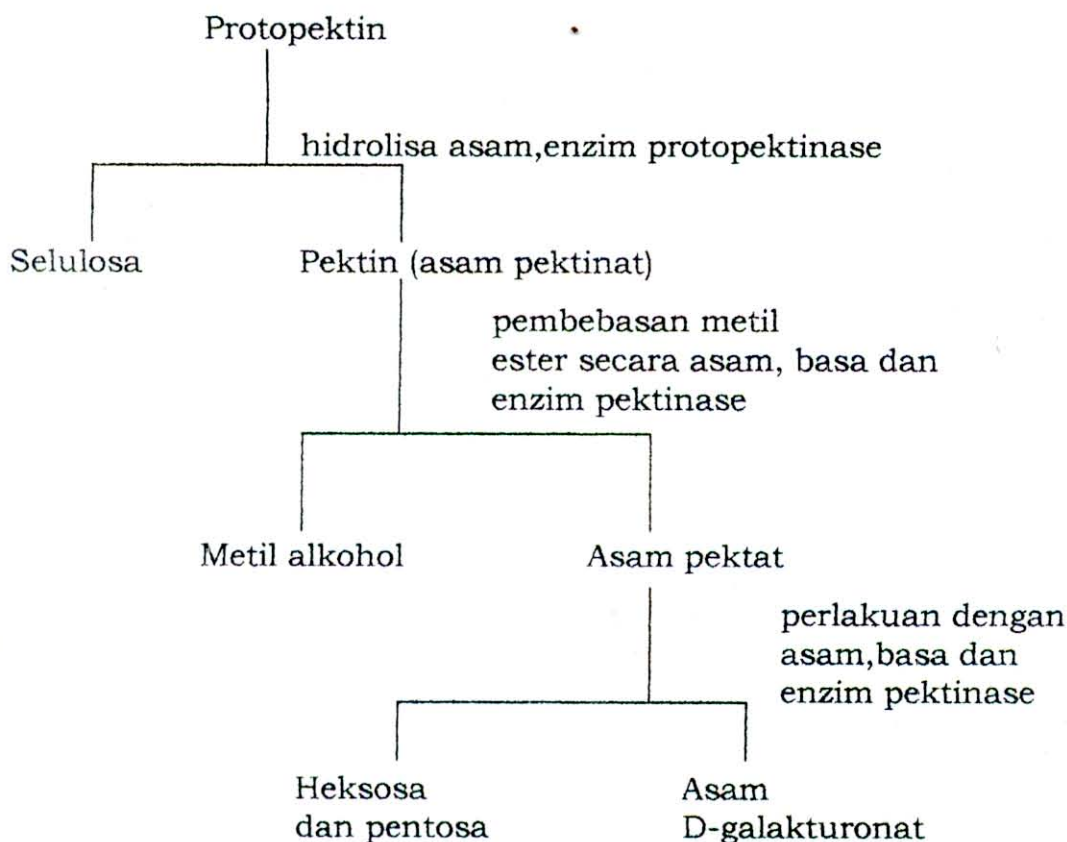 Protopektin
hidrolisa asam,enzim protopektinase
Selulosa
Pektin (asam pektinat)
pembebasan metil
ester secara asam, basa dan
enzim pektinase
Metil alkohol
Asam pektat
perlakuan dengan
asam,basa dan
enzim pektinase
Heksosa
dan pentosa
Asam
D-galakturonat